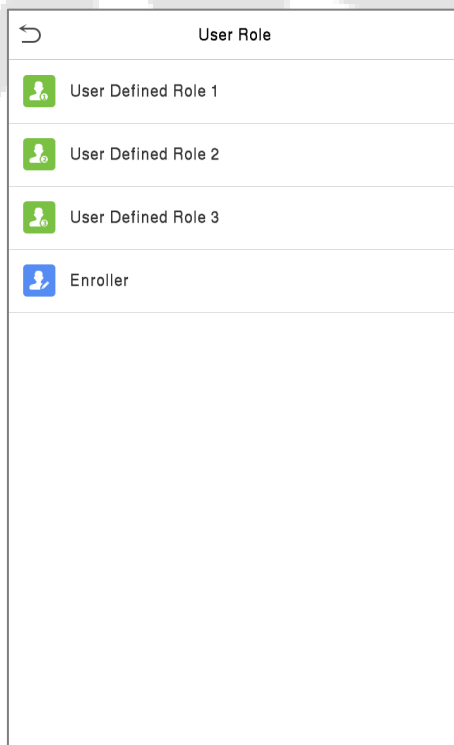 User Role
User Defined Role 1
User Defined Role 2
User Defined Role 3
Enroller